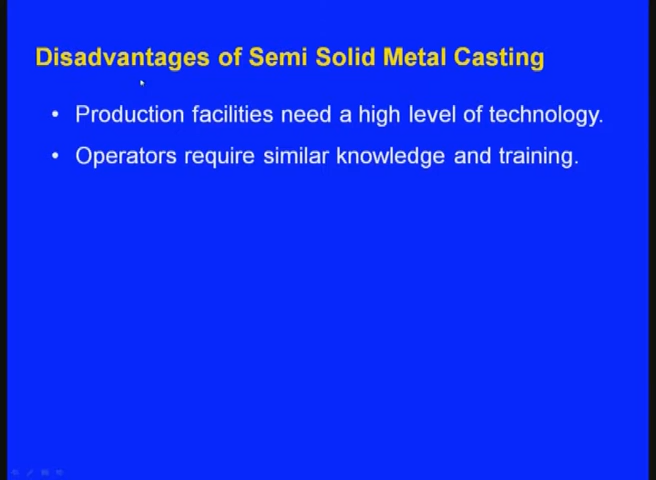 Disadvantages of Semi Solid Metal Casting
• Production facilities need a high level of technology.
• Operators require similar knowledge and training.